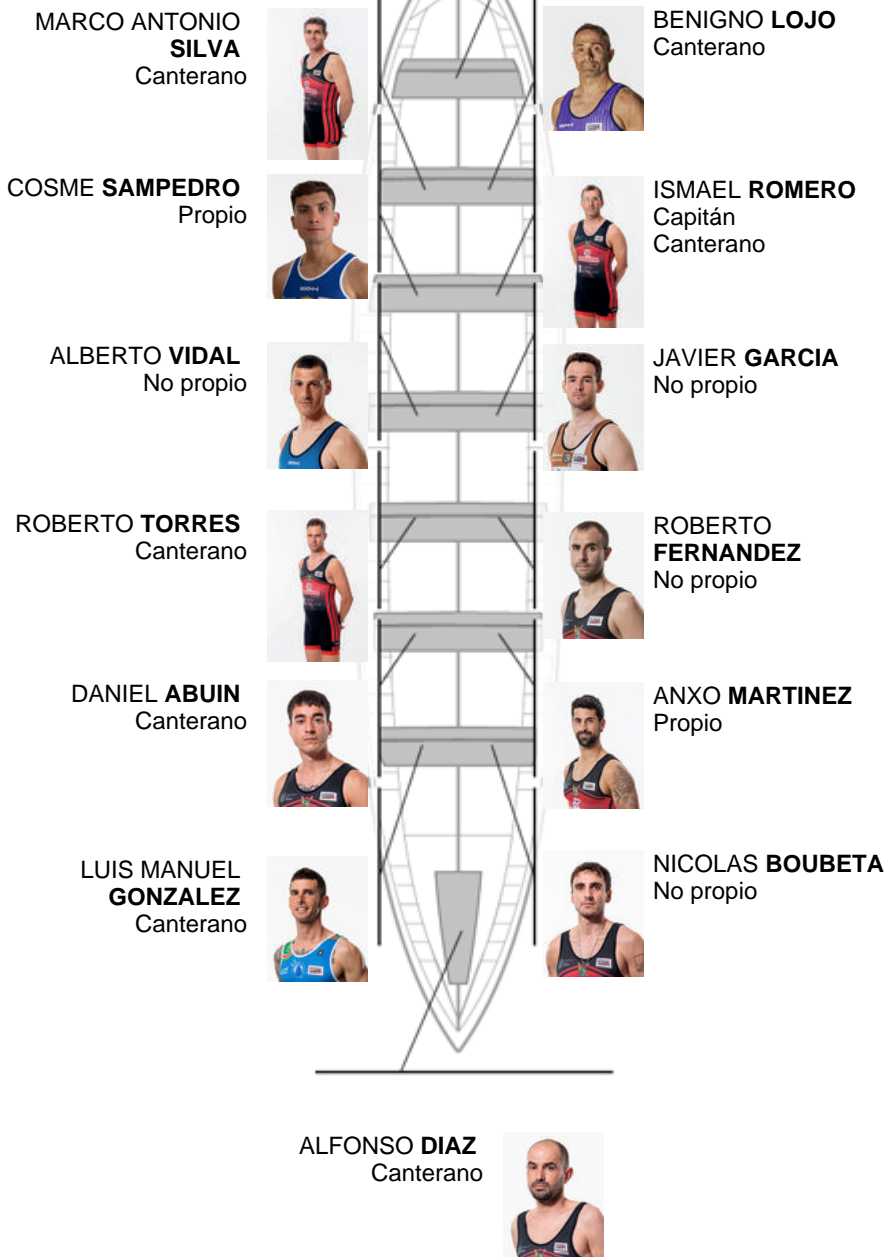 MARCO ANTONIO
SILVA
Canterano
BENIGNO LOJO
Canterano
COSME SAMPEDRO
Propio
ISMAEL ROMERO
Capitán
Canterano
ALBERTO VIDAL
No propio
JAVIER GARCIA
No propio
ROBERTO TORRES
Canterano
ROBERTO
FERNANDEZ
No propio
DANIEL ABUIN
Canterano
ANXO MARTINEZ
Propio
LUIS MANUEL
GONZALEZ
Canterano
NICOLAS BOUBETA
No propio
ALFONSO DIAZ
Canterano